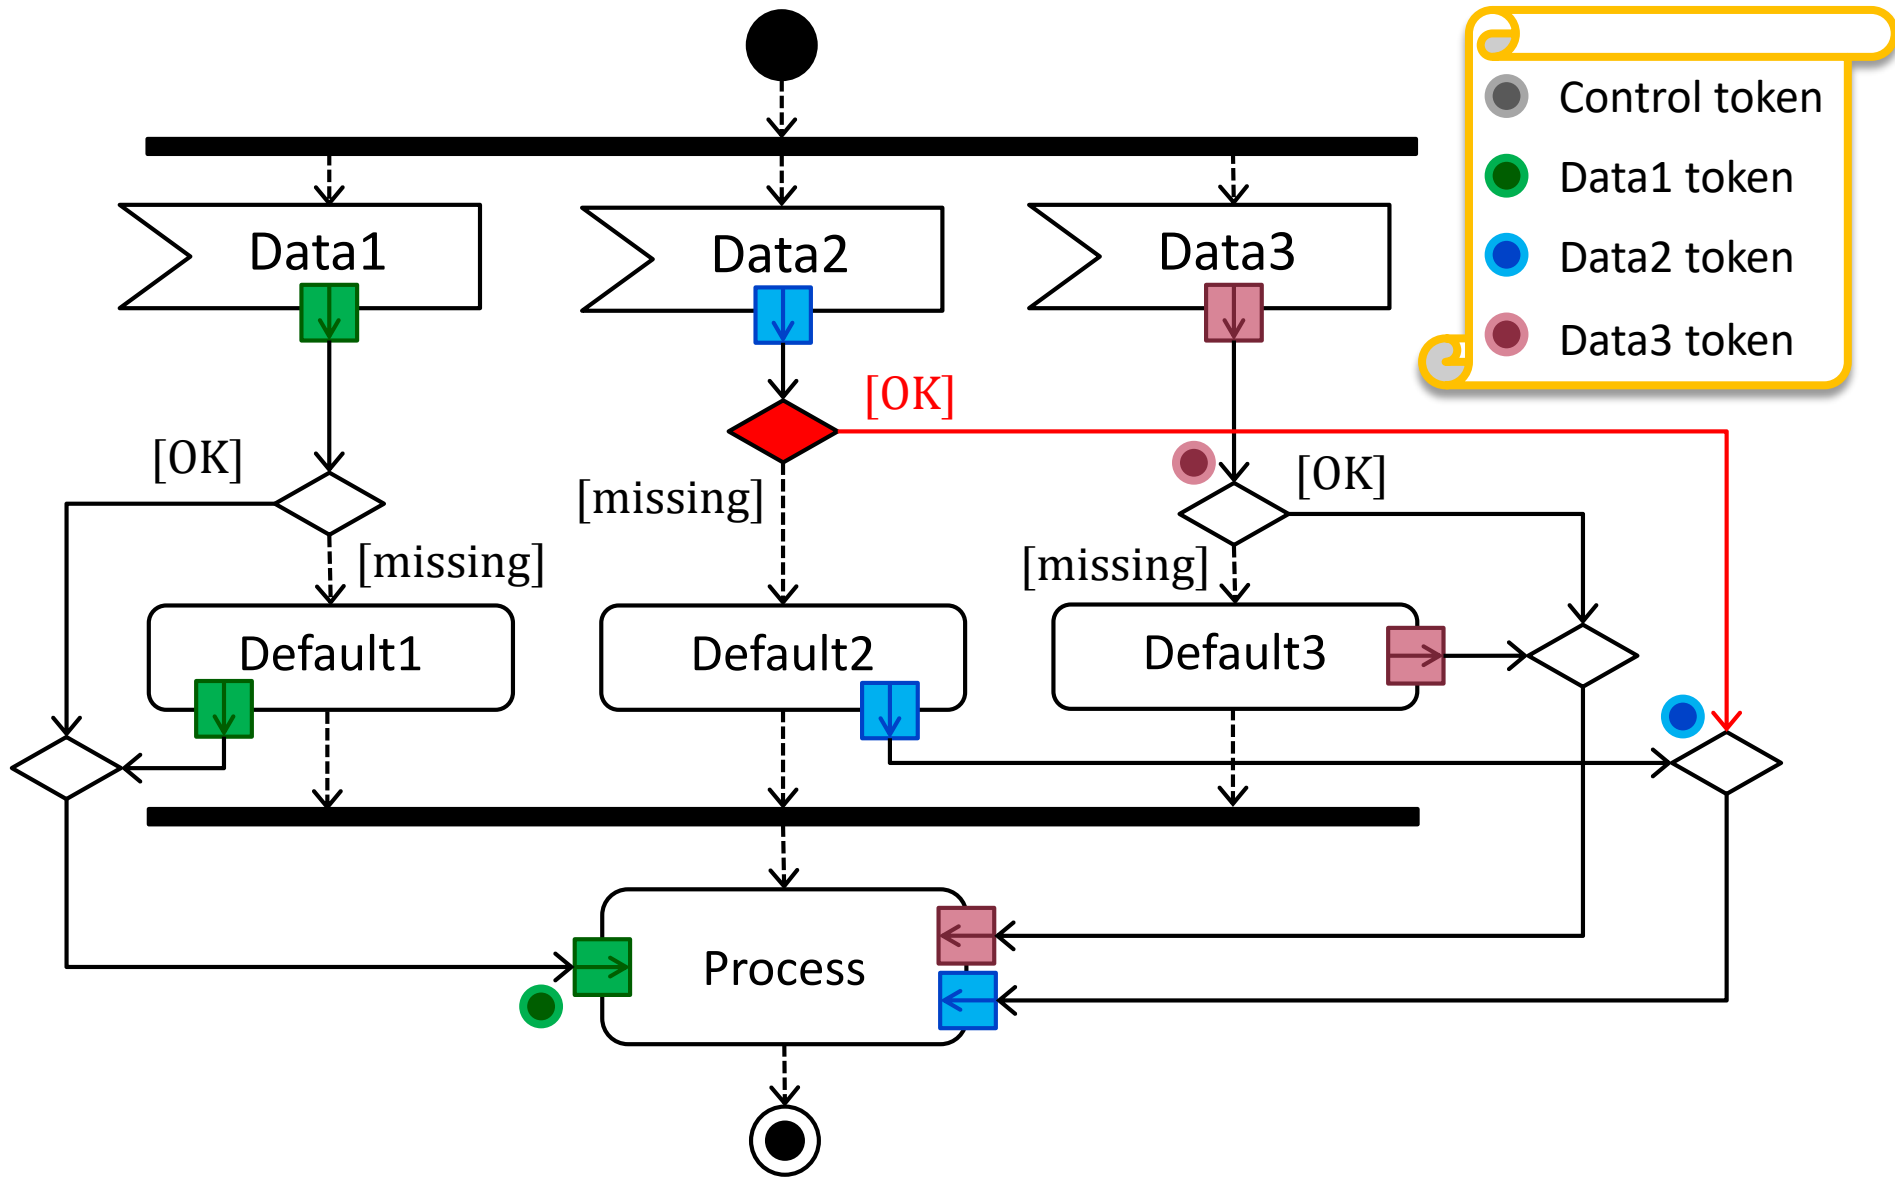 Control token
Data1 token
Data2 token
Data3 token
Data1
Data2
Data3
[OK]
[OK]
[missing]
[OK]
[missing]
[missing]
Default1
Default2
Default3
Process